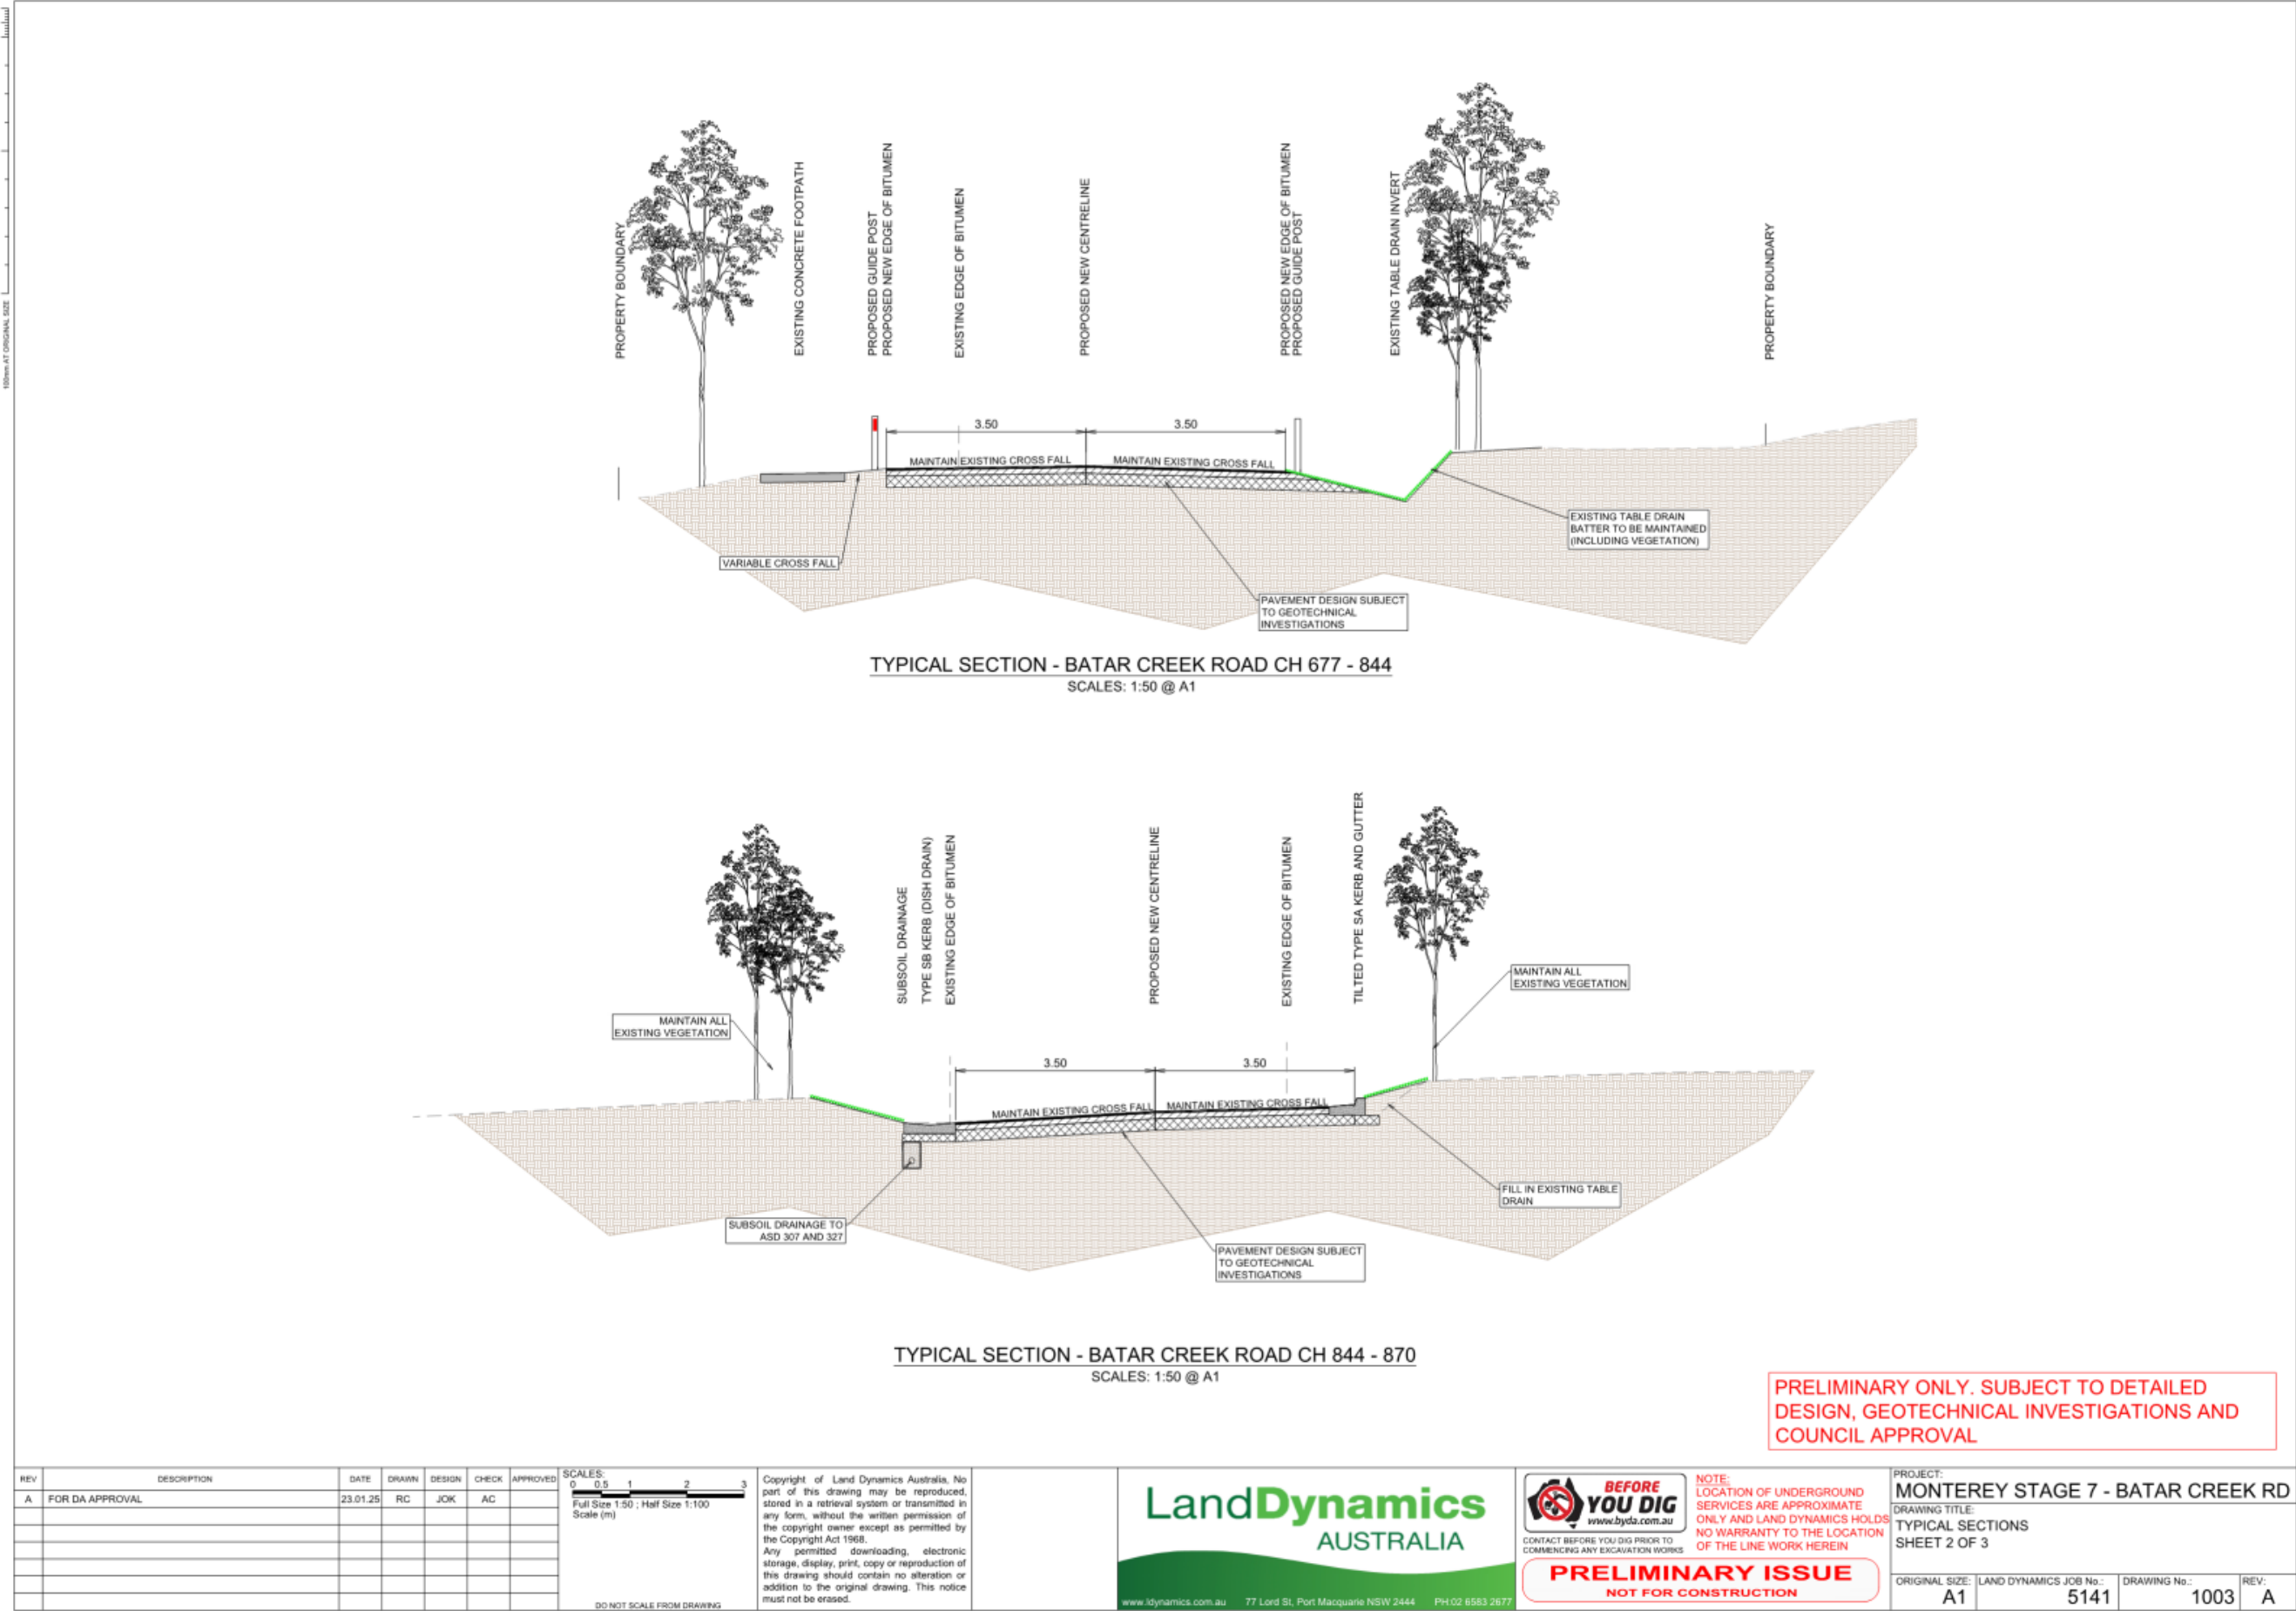 100mm AT ORIGINAL SIZE
PROPERTY BOUNDARY
EXISTING CONCRETE FOOTPATH
PROPOSED GUIDE POST
PROPOSED NEW EDGE OF BITUMEN
EXISTING EDGE OF BITUMEN
PROPOSED NEW CENTRELINE
PROPOSED NEW EDGE OF BITUMEN
PROPOSED GUIDE POST
EXISTING TABLE DRAIN INVERT
PROPERTY BOUNDARY
3.50
3.50
MAINTAIN EXISTING CROSS FALL
MAINTAIN EXISTING CROSS FALL
VARIABLE CROSS FALL
EXISTING TABLE DRAIN
BATTER TO BE MAINTAINED
(INCLUDING VEGETATION)
PAVEMENT DESIGN SUBJECT
TO GEOTECHNICAL
INVESTIGATIONS
TYPICAL SECTION - BATAR CREEK ROAD CH 677 - 844
SCALES: 1:50 @ A1
SUBSOIL DRAINAGE
TYPE SB KERB (DISH DRAIN)
EXISTING EDGE OF BITUMEN
PROPOSED NEW CENTRELINE
EXISTING EDGE OF BITUMEN
TILTED TYPE SA KERB AND GUTTER
MAINTAIN ALL
EXISTING VEGETATION
MAINTAIN ALL
EXISTING VEGETATION
3.50
3.50
MAINTAIN EXISTING CROSS FALL
MAINTAIN EXISTING CROSS FALL
FILL IN EXISTING TABLE
DRAIN
SUBSOIL DRAINAGE TO
ASD 307 AND 327
PAVEMENT DESIGN SUBJECT
TO GEOTECHNICAL
INVESTIGATIONS
TYPICAL SECTION - BATAR CREEK ROAD CH 844 - 870
SCALES: 1:50 @ A1
PRELIMINARY ONLY. SUBJECT TO DETAILED
DESIGN, GEOTECHNICAL INVESTIGATIONS AND
COUNCIL APPROVAL
REV DESCRIPTION DATE DRAWN DESIGN CHECK APPROVED
A FOR DA APPROVAL 23.01.25 RC JOK AC
SCALES:
0 0.5 1 2 3
Full Size 1:50 ; Half Size 1:100
Scale (m)
DO NOT SCALE FROM DRAWING
Copyright of Land Dynamics Australia, No
part of this drawing may be reproduced,
stored in a retrieval system or transmitted in
any form, without the written permission of
the copyright owner except as permitted by
the Copyright Act 1968.
Any permitted downloading, electronic
storage, display, print, copy or reproduction of
this drawing should contain no alteration or
addition to the original drawing. This notice
must not be erased.
LandDynamics
AUSTRALIA
www.ldynamics.com.au 77 Lord St, Port Macquarie NSW 2444 PH:02 6583 2677
BEFORE
YOU DIG
www.byda.com.au
CONTACT BEFORE YOU DIG PRIOR TO
COMMENCING ANY EXCAVATION WORKS
NOTE:
LOCATION OF UNDERGROUND
SERVICES ARE APPROXIMATE
ONLY AND LAND DYNAMICS HOLDS
NO WARRANTY TO THE LOCATION
OF THE LINE WORK HEREIN
PRELIMINARY ISSUE
NOT FOR CONSTRUCTION
PROJECT:
MONTEREY STAGE 7 - BATAR CREEK RD
DRAWING TITLE:
TYPICAL SECTIONS
SHEET 2 OF 3
ORIGINAL SIZE: LAND DYNAMICS JOB No.: DRAWING No.: REV:
A1 5141 1003 A